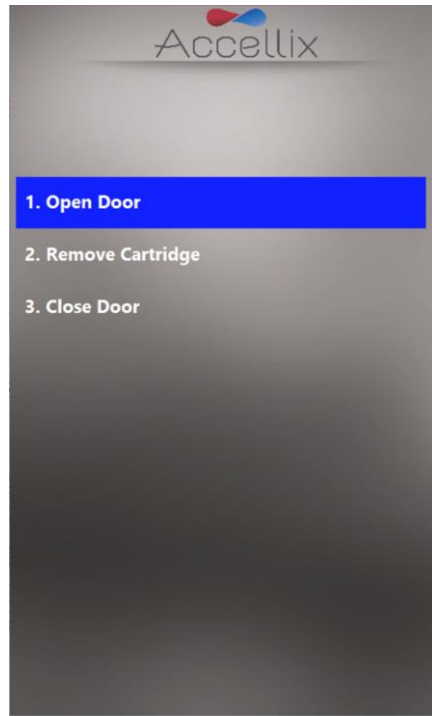 Accellix
1. Open Door
2. Remove Cartridge
3. Close Door